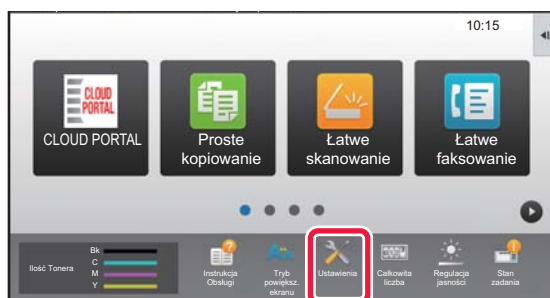 10:15
CLOUD
PORTAL
CLOUD PORTAL
Proste
kopiowanie
Łatwe
skanowanie
Łatwe
faksowanie
Ilość Tonera
Bk
C
M
Y
Instrukcja
Obsługi
Tryb
powiększ.
ekranu
Ustawienia
Całkowita
liczba
Regulacja
jasności
Stan
zadania